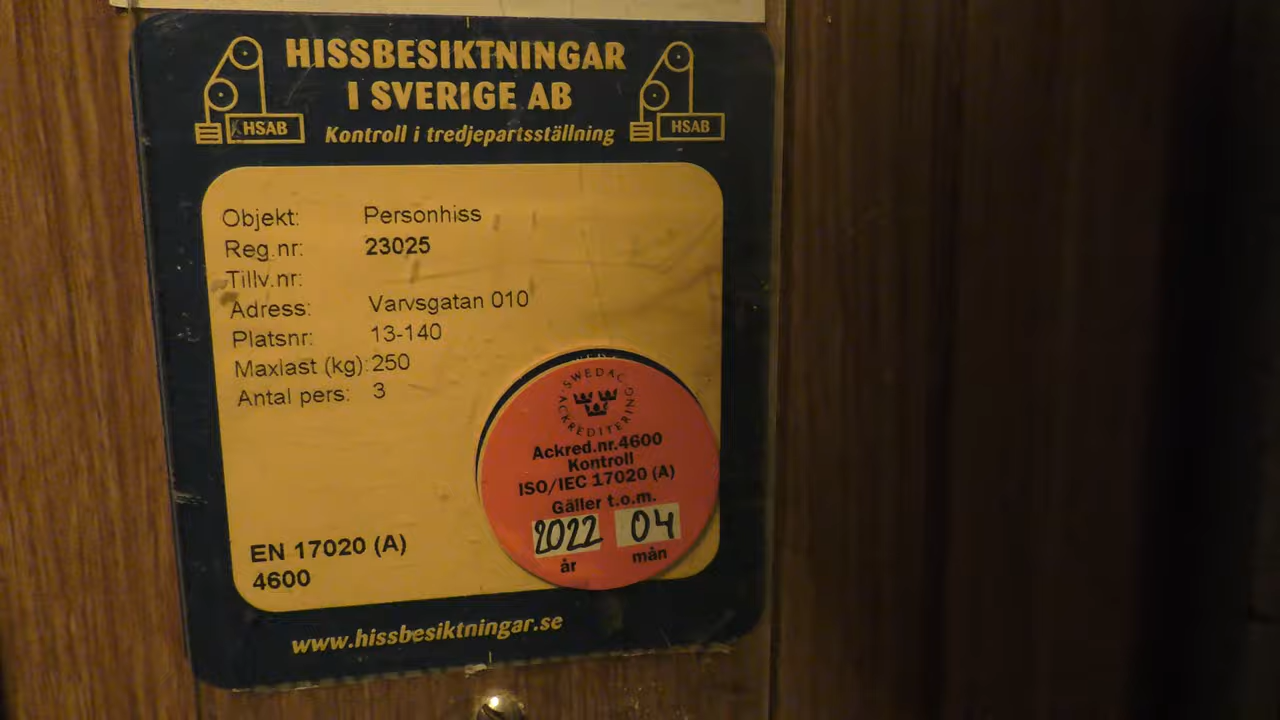 HISSBESIKTNINGAR
I SVERIGE AB
Kontroll i tredjepartsställning
HSAB
HSAB
Objekt: Personhiss
Reg.nr: 23025
Tillv.nr:
Adress: Varvsgatan 010
Platsnr: 13-140
Maxlast (kg): 250
Antal pers: 3
SWEDAC
ACKREDITERING
Ackred.nr.4600
Kontroll
ISO/IEC 17020 (A)
Gäller t.o.m.
2022 04
år mån
EN 17020 (A)
4600
www.hissbesiktningar.se